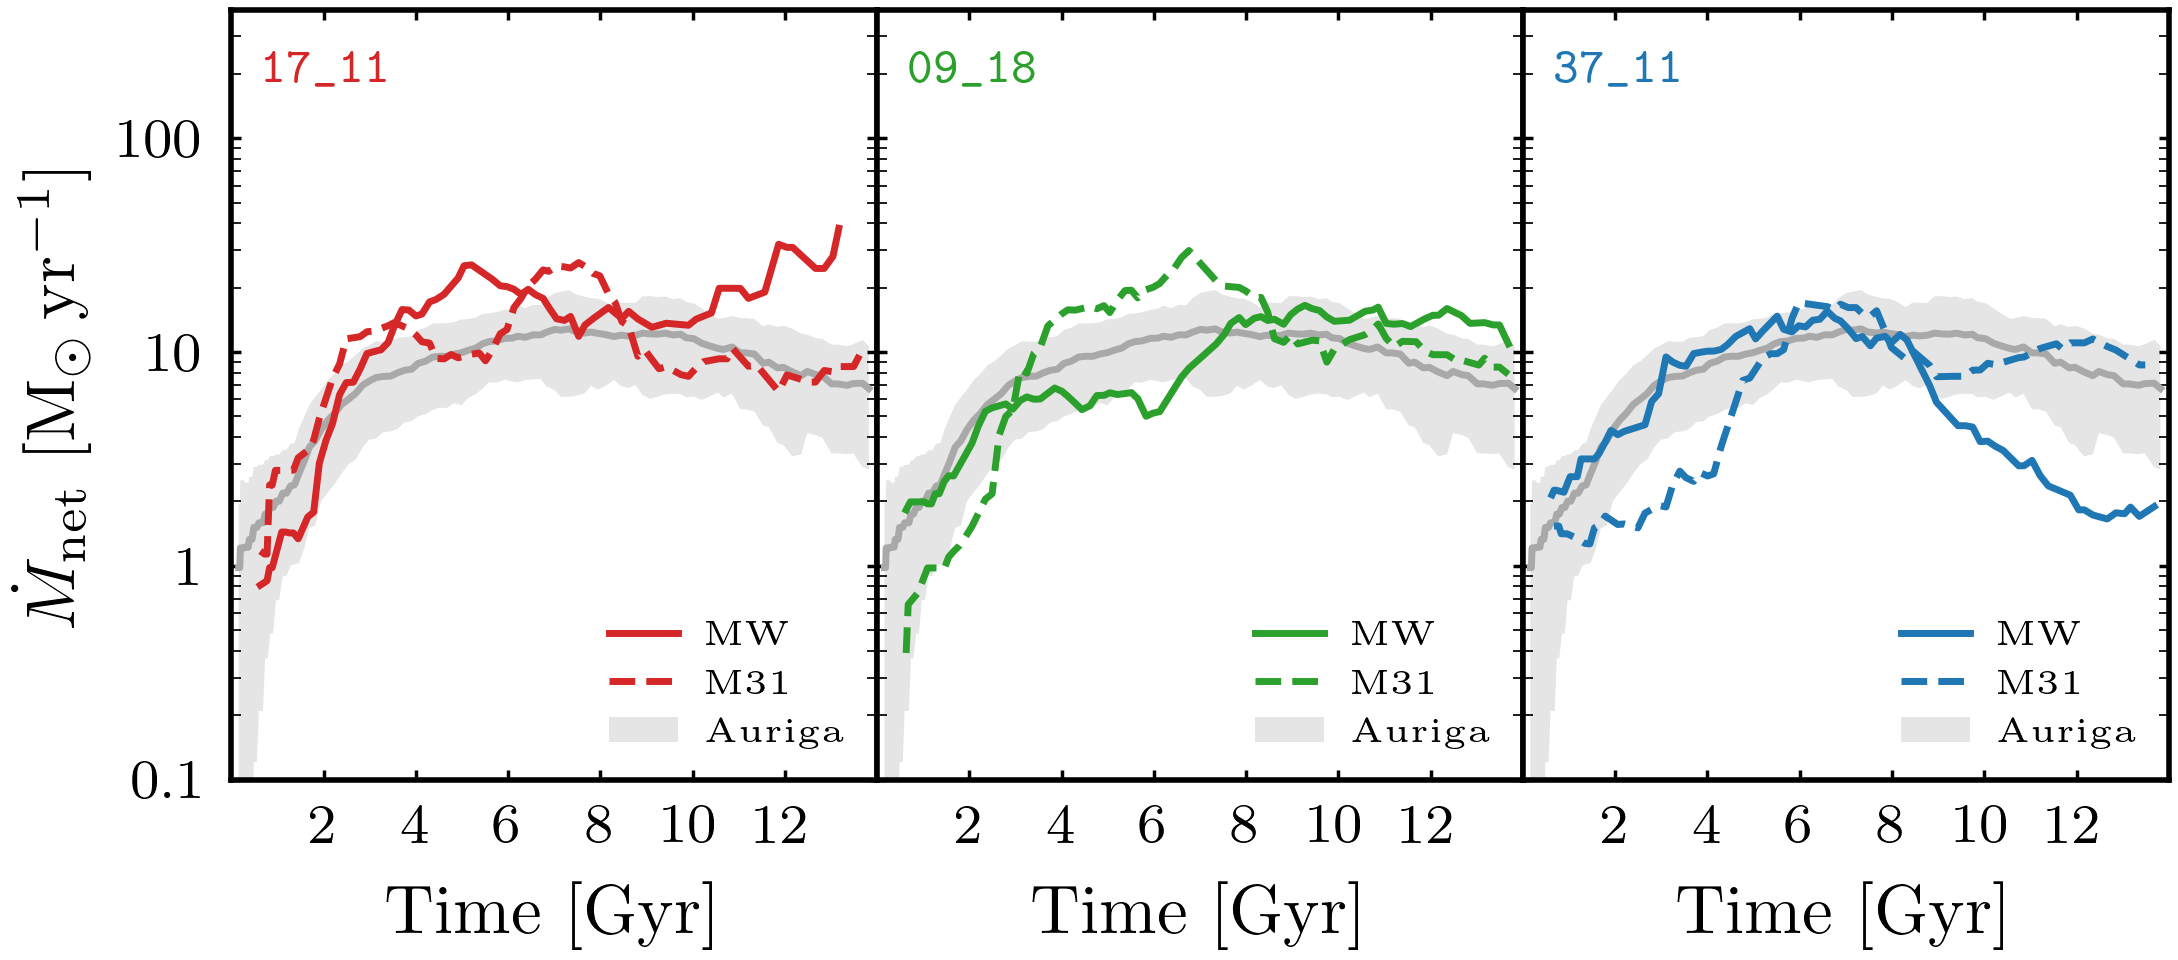 17_11 09_18 37_11
100
10
1
0.1
Ṁnet [M⊙ yr−1]
MW MW MW
M31 M31 M31
Auriga Auriga Auriga
2 4 6 8 10 12 2 4 6 8 10 12 2 4 6 8 10 12
Time [Gyr] Time [Gyr] Time [Gyr]